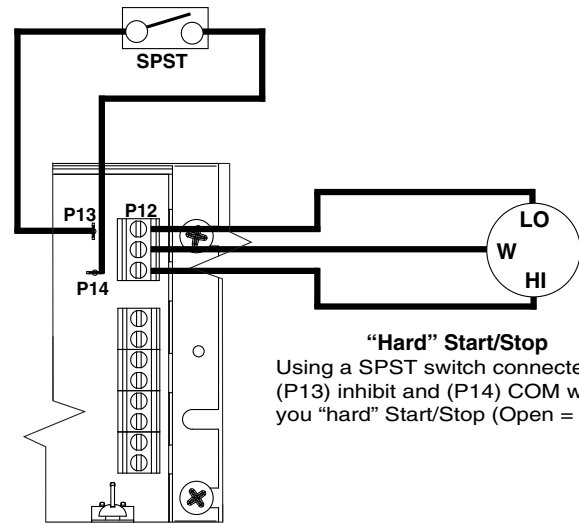 SPST
P13
P12
P14
LO
W
HI
“Hard” Start/Stop
Using a SPST switch
(P13) inhibit and (P14) COM
you “hard” Start/Stop (Open =